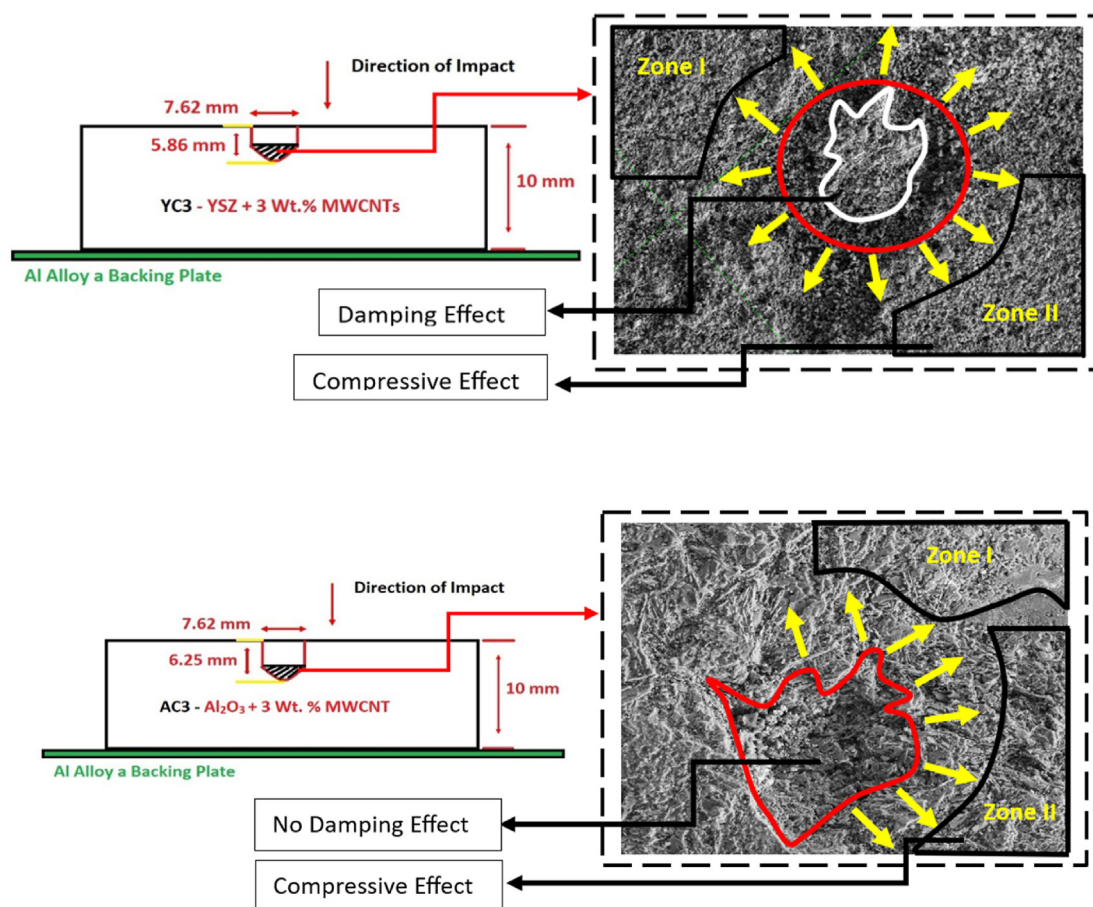 Direction of Impact
7.62 mm
5.86 mm
10 mm
YC3 - YSZ + 3 Wt.% MWCNTs
Al Alloy a Backing Plate
Zone I
Zone II
Damping Effect
Compressive Effect
Direction of Impact
7.62 mm
6.25 mm
10 mm
AC3 - Al₂O₃ + 3 Wt. % MWCNT
Al Alloy a Backing Plate
Zone I
Zone II
No Damping Effect
Compressive Effect